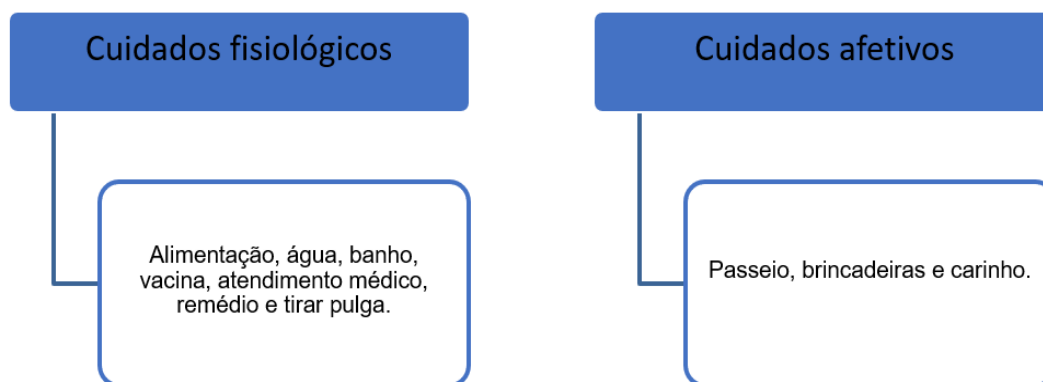 Cuidados fisiológicos
Alimentação, água, banho,
vacina, atendimento médico,
remédio e tirar pulga.
Cuidados afetivos
Passeio, brincadeiras e carinho.